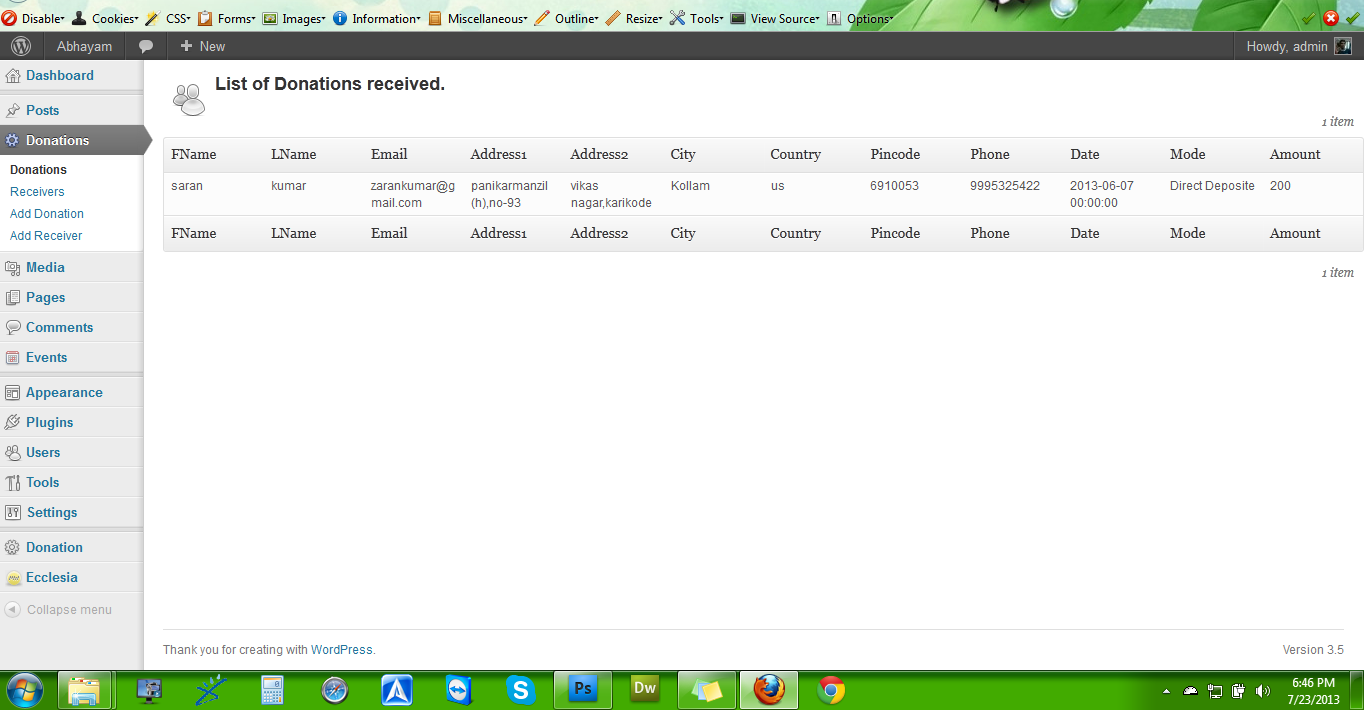 Disable Cookies CSS Forms Images Information Miscellaneous Outline Resize Tools View Source Options
Abhayam New Howdy, admin
Dashboard
Posts
Donations
Donations
Receivers
Add Donation
Add Receiver
Media
Pages
Comments
Events
Appearance
Plugins
Users
Tools
Settings
Donation
Ecclesia
Collapse menu
List of Donations received.
1 item
FName LName Email Address1 Address2 City Country Pincode Phone Date Mode Amount
saran kumar zarankumar@g panikarmanzil vikas Kollam us 6910053 9995325422 2013-06-07 Direct Deposite 200
mail.com (h),no-93 nagar,karikode 00:00:00
FName LName Email Address1 Address2 City Country Pincode Phone Date Mode Amount
1 item
Thank you for creating with WordPress. Version 3.5
Ps Dw 6:46 PM
7/23/2013